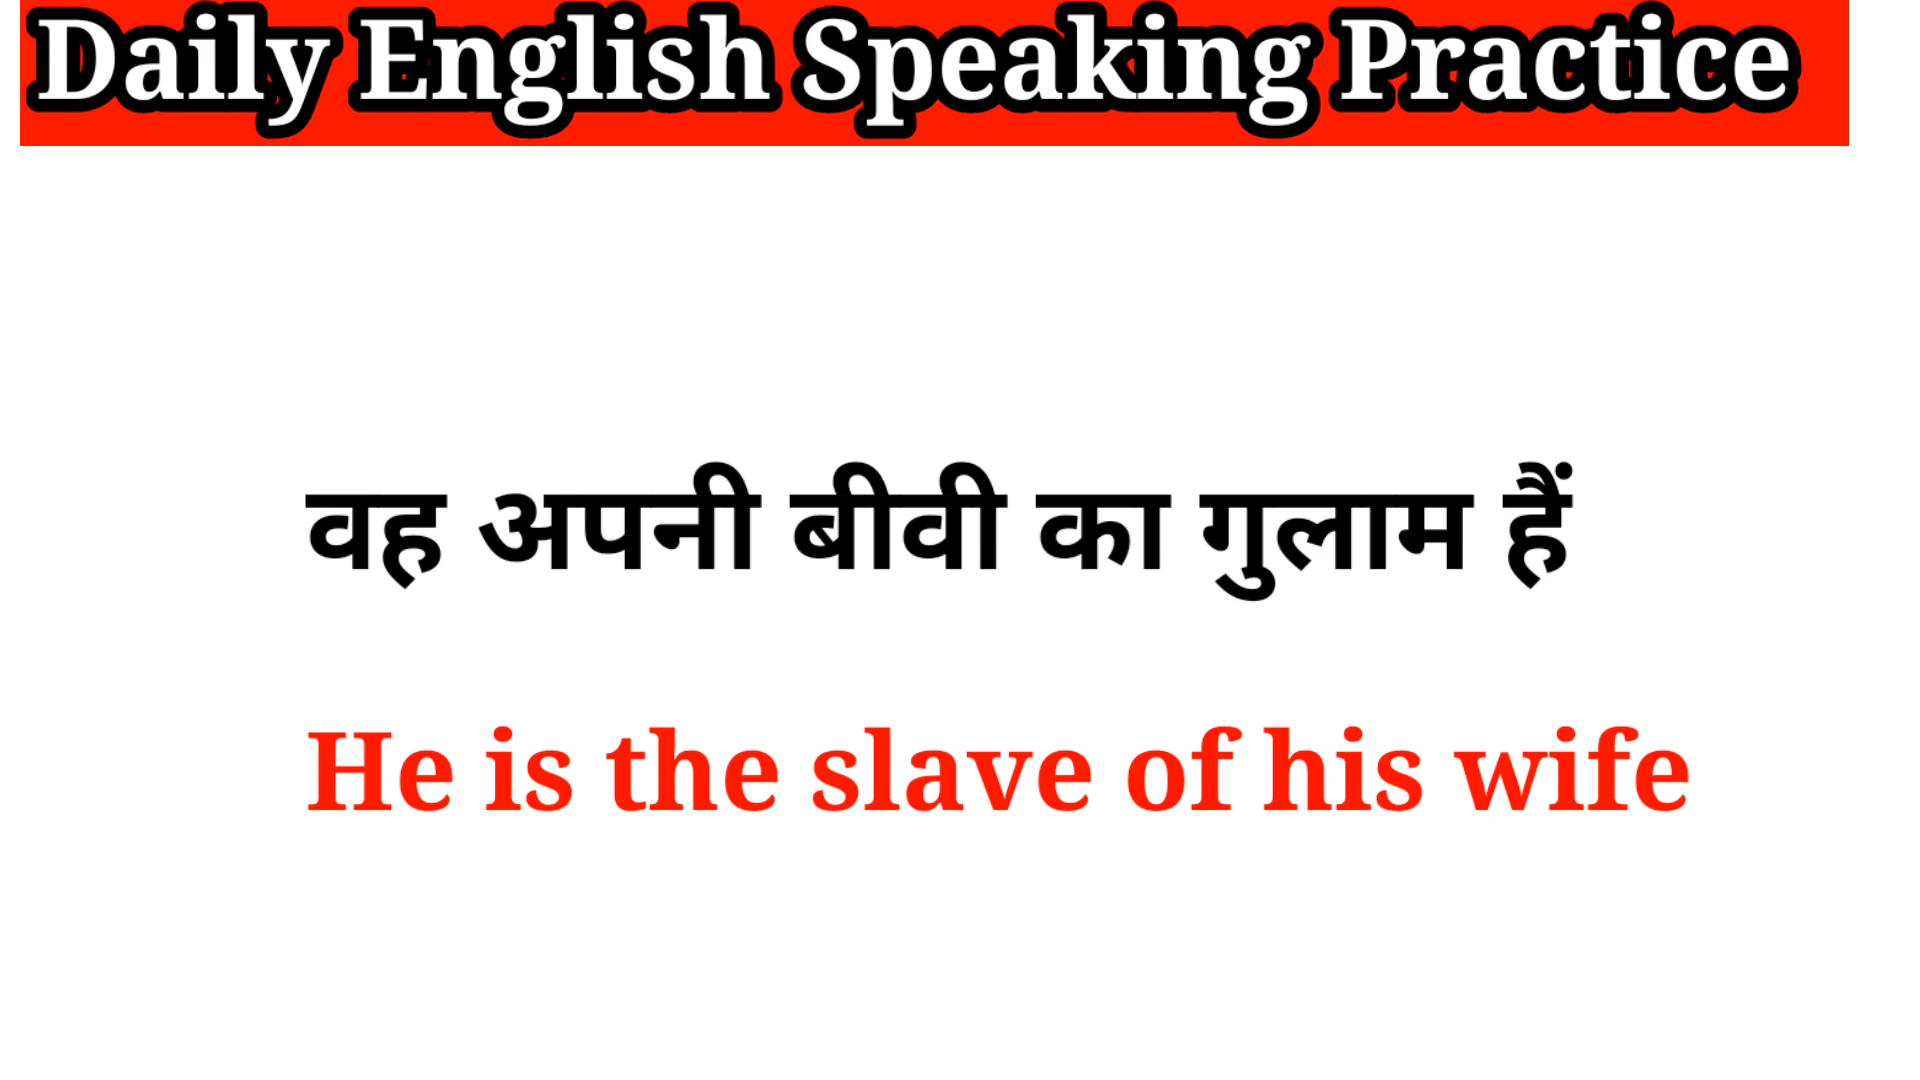 Daily English Speaking Practice
वह अपनी बीवी का गुलाम हैं
He is the slave of his wife